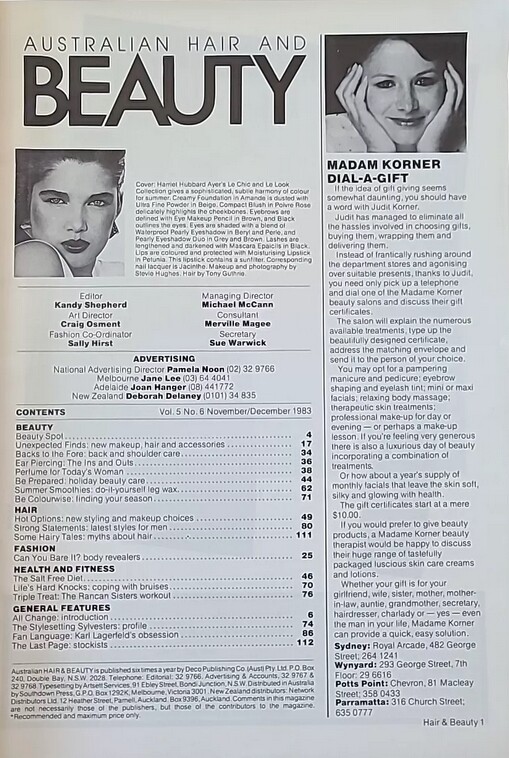 AUSTRALIAN HAIR AND
BEAUTY
Cover: Harriet Hubbard Ayer's Le Chic and Le Look
Collection gives a sophisticated, subtle harmony of colour
for summer. Creamy Foundation in Amande is dusted with
Ultra Fine Powder in Beige. Compact Blush in Poivre Rose
delicately highlights the cheekbones. Eyebrows are
defined with Eye Makeup Pencil in Brown, and Black
outlines the eyes. Eyes are shaded with a blend of
Waterproof Pearly Eyeshadow in Beryl and Perle, and
Pearly Eyeshadow Duo in Grey and Brown. Lashes are
lengthened and darkened with Mascara Epaicils in Black.
Lips are coloured and protected with Moisturising Lipstick
in Petunia. This lipstick contains a sunfilter. Corresponding
nail lacquer is Jacinthe. Makeup and photography by
Stevie Hughes. Hair by Tony Guthrie.
Editor
Kandy Shepherd
Art Director
Craig Osment
Fashion Co-Ordinator
Sally Hirst
Managing Director
Michael McCann
Consultant
Merville Magee
Secretary
Sue Warwick
ADVERTISING
National Advertising Director Pamela Noon (02) 32 9766
Melbourne Jane Lee (03) 64 4041
Adelaide Joan Hanger (08) 441772
New Zealand Deborah Delaney (0101) 34 835
CONTENTS Vol. 5 No. 6 November/December 1983
BEAUTY
Beauty Spot 4
Unexpected Finds: new makeup, hair and accessories 17
Backs to the Fore: back and shoulder care 34
Ear Piercing: The Ins and Outs 36
Perfume for Today's Woman 38
Be Prepared: holiday beauty care 44
Summer Smoothies: do-it-yourself leg wax 62
Be Colourwise: finding your season 71
HAIR
Hot Options: new styling and makeup choices 49
Strong Statements: latest styles for men 80
Some Hairy Tales: myths about hair 111
FASHION
Can You Bare It? body revealers 25
HEALTH AND FITNESS
The Salt Free Diet 46
Life's Hard Knocks: coping with bruises 70
Triple Treat: The Rancan Sisters workout 76
GENERAL FEATURES
All Change: introduction 6
The Stylesetting Sylvesters: profile 74
Fan Language: Karl Lagerfeld's obsession 86
The Last Page: stockists 112
Australian HAIR & BEAUTY is published six times a year by Deco Publishing Co. (Aust) Pty. Ltd. P.O. Box
240, Double Bay, N.S.W. 2028. Telephone: Editorial: 32 9766. Advertising & Accounts, 32 9767 &
32 9768. Typesetting by Artsett Services, 91 Ebley Street, Bondi Junction, N.S.W. Distributed in Australia
by Southdown Press, G.P.O. Box 1292K, Melbourne, Victoria 3001. New Zealand distributors: Network
Distributors Ltd. 12 Heather Street, Parnell, Auckland. Box 9396, Auckland. Comments in this magazine
are not necessarily those of the publishers, but those of the contributors to the magazine.
*Recommended and maximum price only.
MADAM KORNER
DIAL-A-GIFT
If the idea of gift giving seems
somewhat daunting, you should have
a word with Judit Korner.
Judit has managed to eliminate all
the hassles involved in choosing gifts,
buying them, wrapping them and
delivering them.
Instead of frantically rushing around
the department stores and agonising
over suitable presents, thanks to Judit,
you need only pick up a telephone
and dial one of the Madame Korner
beauty salons and discuss their gift
certificates.
The salon will explain the numerous
available treatments, type up the
beautifully designed certificate,
address the matching envelope and
send it to the person of your choice.
You may opt for a pampering
manicure and pedicure; eyebrow
shaping and eyelash tint; mini or maxi
facials; relaxing body massage;
therapeutic skin treatments;
professional make-up for day or
evening — or perhaps a make-up
lesson. If you're feeling very generous
there is also a luxurious day of beauty
incorporating a combination of
treatments.
Or how about a year's supply of
monthly facials that leave the skin soft,
silky and glowing with health.
The gift certificates start at a mere
$10.00.
If you would prefer to give beauty
products, a Madame Korner beauty
therapist would be happy to discuss
their huge range of tastefully
packaged luscious skin care creams
and lotions.
Whether your gift is for your
girlfriend, wife, sister, mother, mother-
in-law, auntie, grandmother, secretary,
hairdresser, charlady or — yes — even
the man in your life, Madame Korner
can provide a quick, easy solution.
Sydney: Royal Arcade, 482 George
Street; 264 1241
Wynyard: 293 George Street, 7th
Floor: 29 6616
Potts Point: Chevron, 81 Macleay
Street; 358 0433
Parramatta: 316 Church Street;
635 0777
Hair & Beauty 1